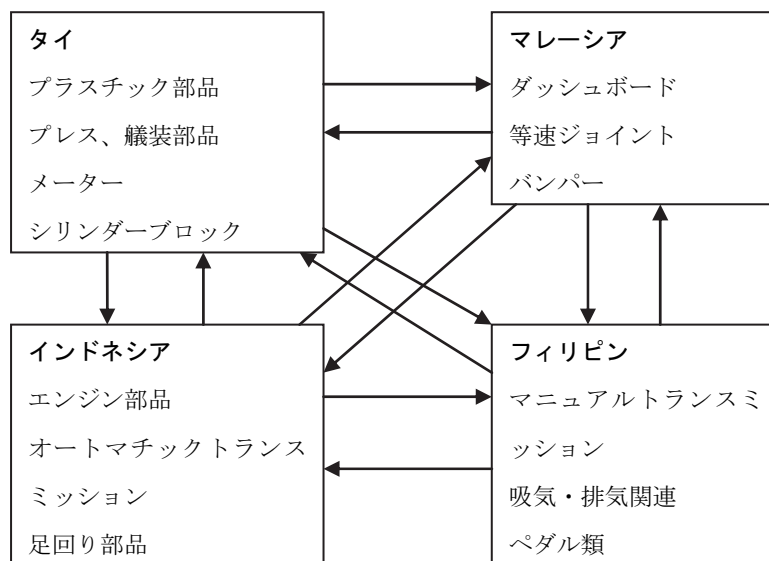 タイ
プラスチック部品
プレス、艤装部品
メーター
シリンダーブロック
マレーシア
ダッシュボード
等速ジョイント
バンパー
インドネシア
エンジン部品
オートマチックトランス
ミッション
足回り部品
フィリピン
マニュアルトランスミ
ッション
吸気・排気関連
ペダル類